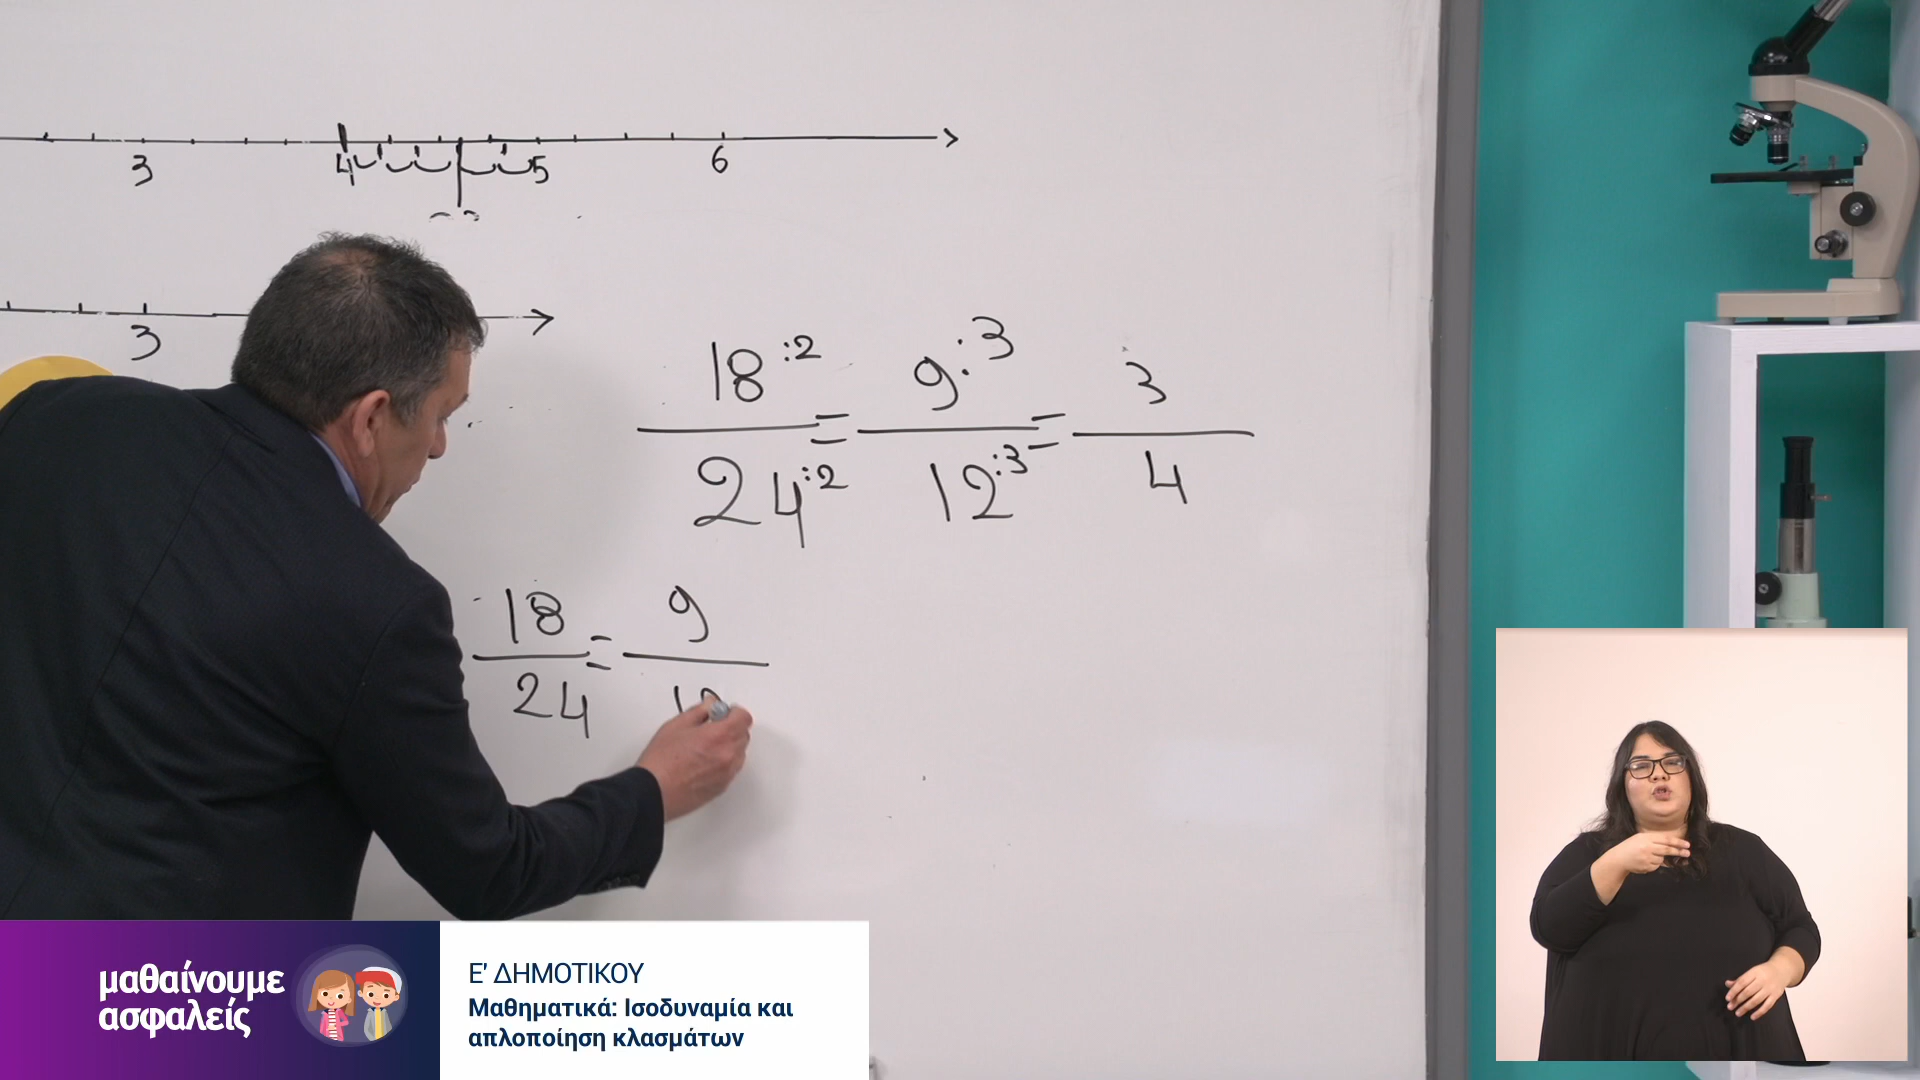 3 4 5 6
3
18:2 = 9:3 = 3
24:2 12:3 4
18 = 9
24 1
μαθαίνουμε
ασφαλείς
Ε' ΔΗΜΟΤΙΚΟΥ
Μαθηματικά: Ισοδυναμία και
απλοποίηση κλασμάτων